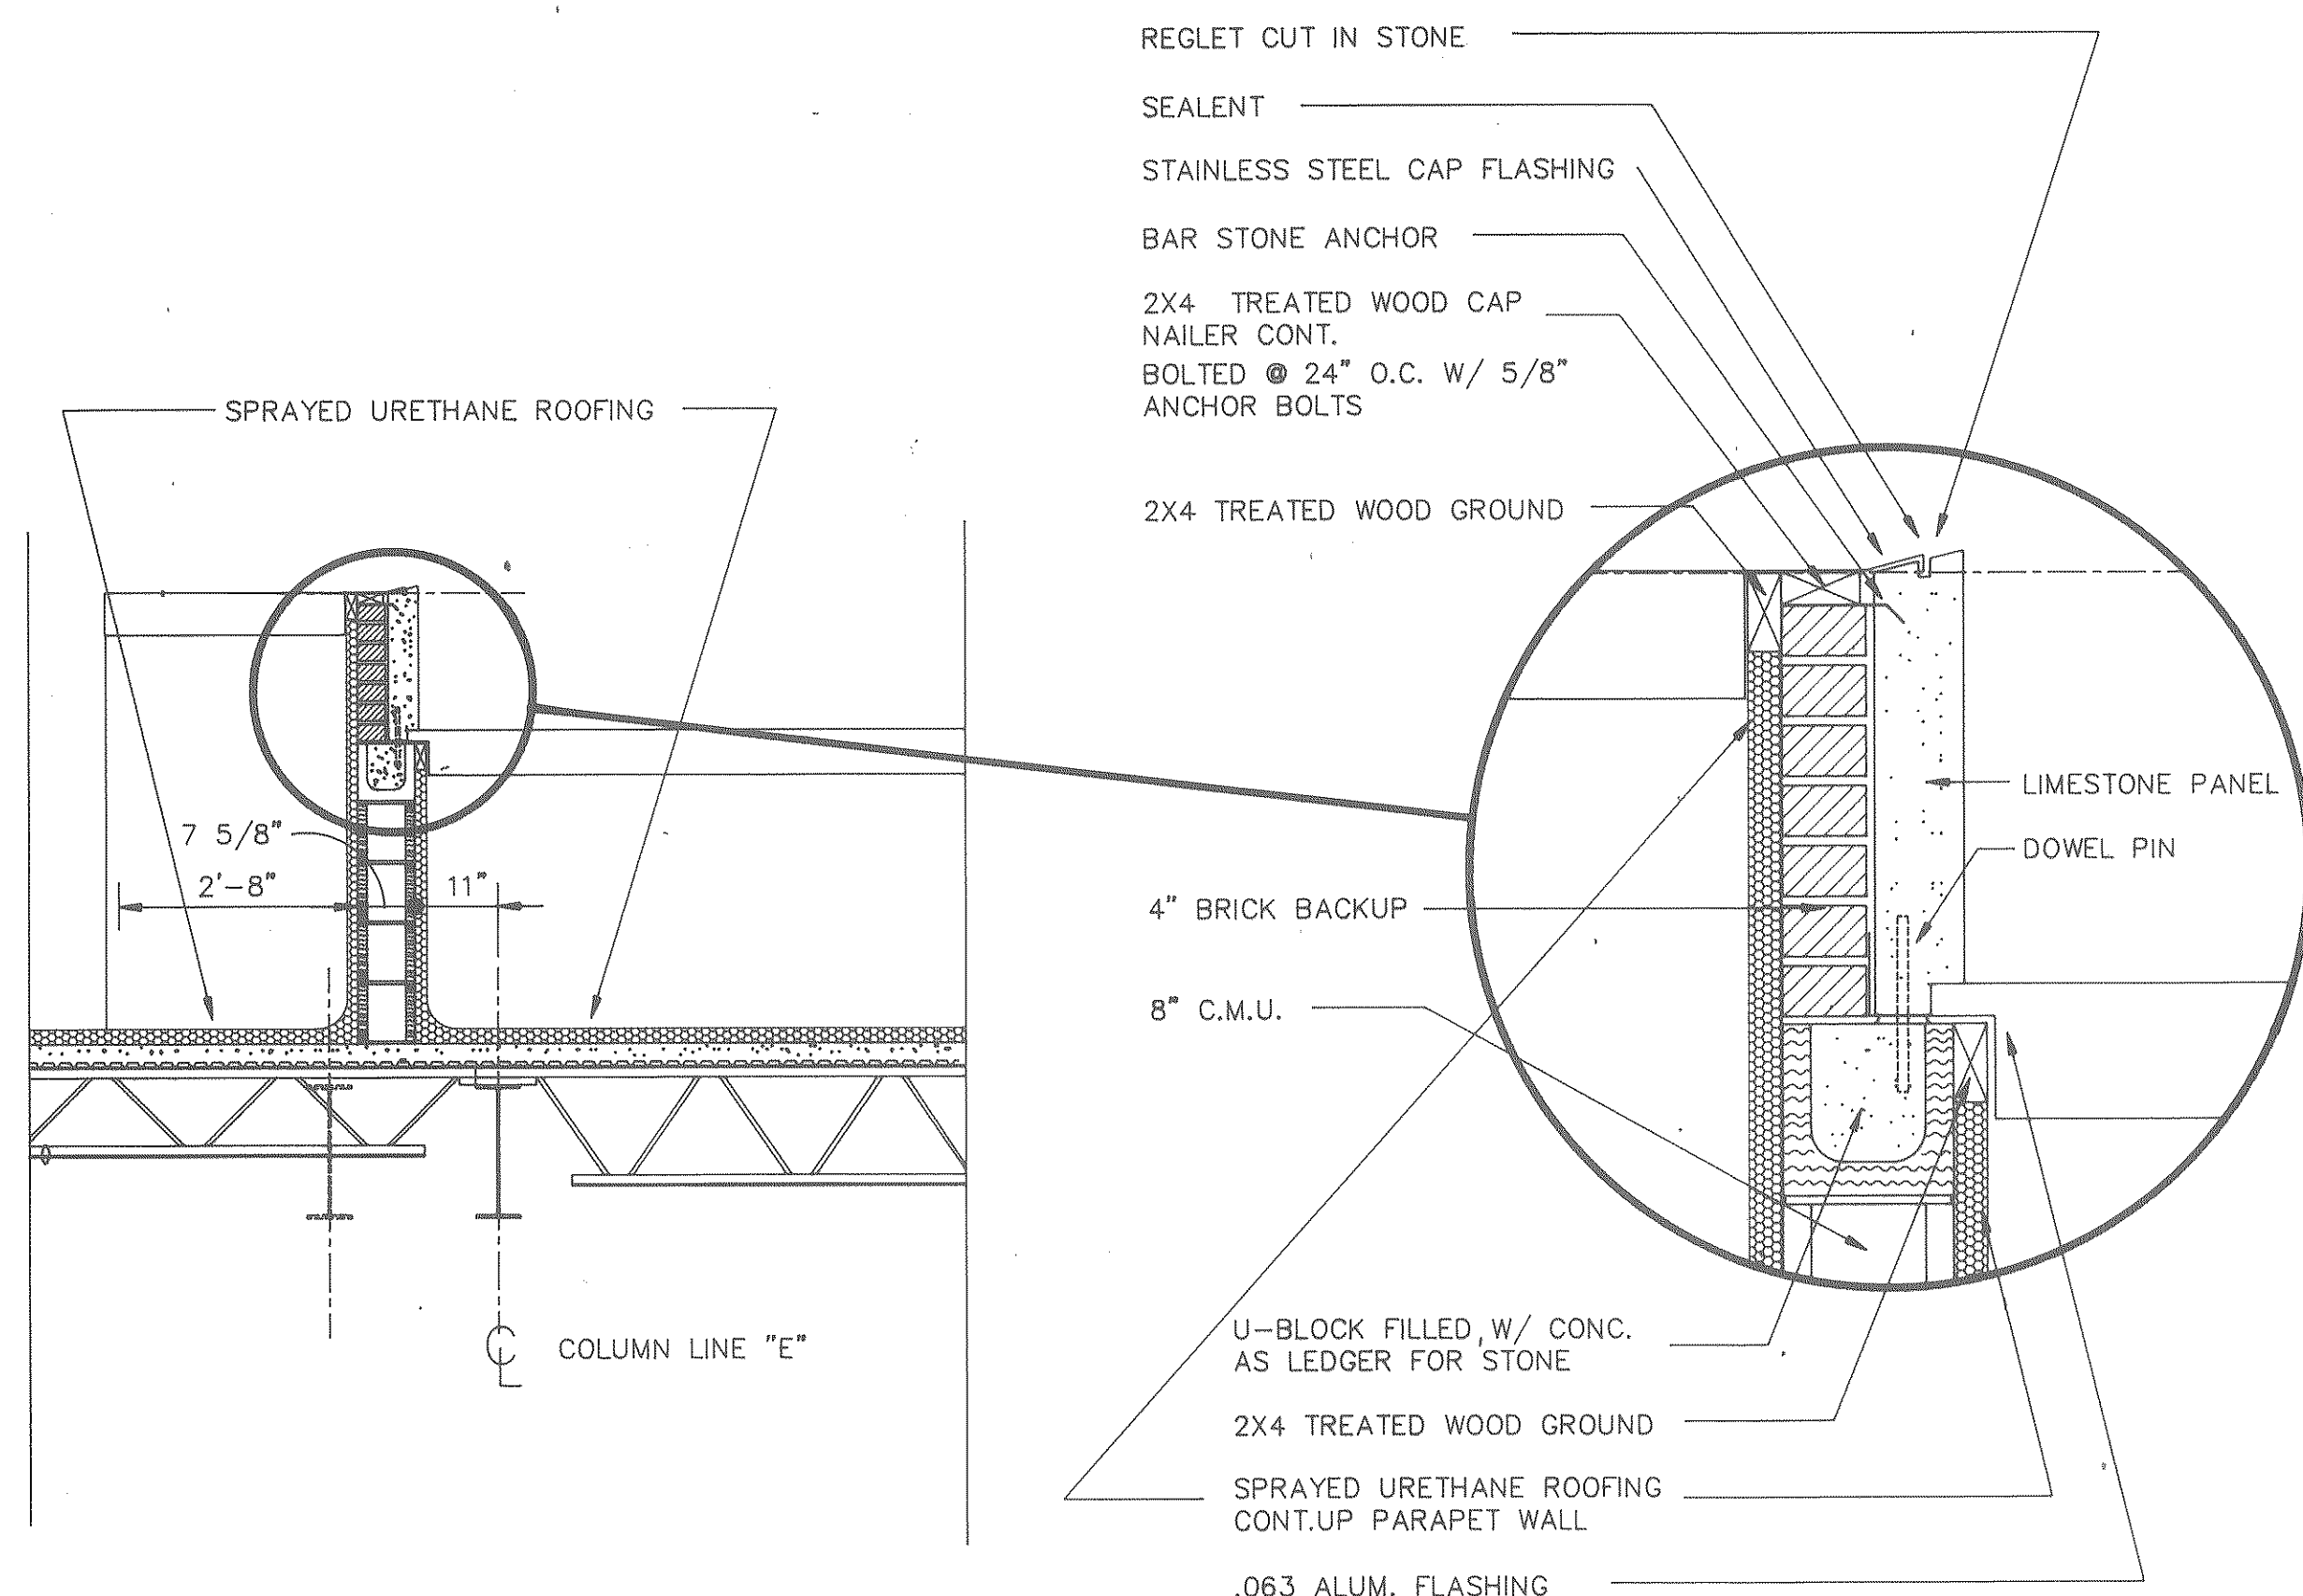 REGLET CUT IN STONE
SEALENT
STAINLESS STEEL CAP FLASHING
BAR STONE ANCHOR
2X4 TREATED WOOD CAP
NAILER CONT.
BOLTED @ 24" O.C. W/ 5/8"
ANCHOR BOLTS
2X4 TREATED WOOD GROUND
SPRAYED URETHANE ROOFING
7 5/8"
2'-8"
11"
LIMESTONE PANEL
DOWEL PIN
4" BRICK BACKUP
8" C.M.U.
CL COLUMN LINE "E"
U-BLOCK FILLED, W/ CONC.
AS LEDGER FOR STONE
2X4 TREATED WOOD GROUND
SPRAYED URETHANE ROOFING
CONT.UP PARAPET WALL
.063 ALUM. FLASHING